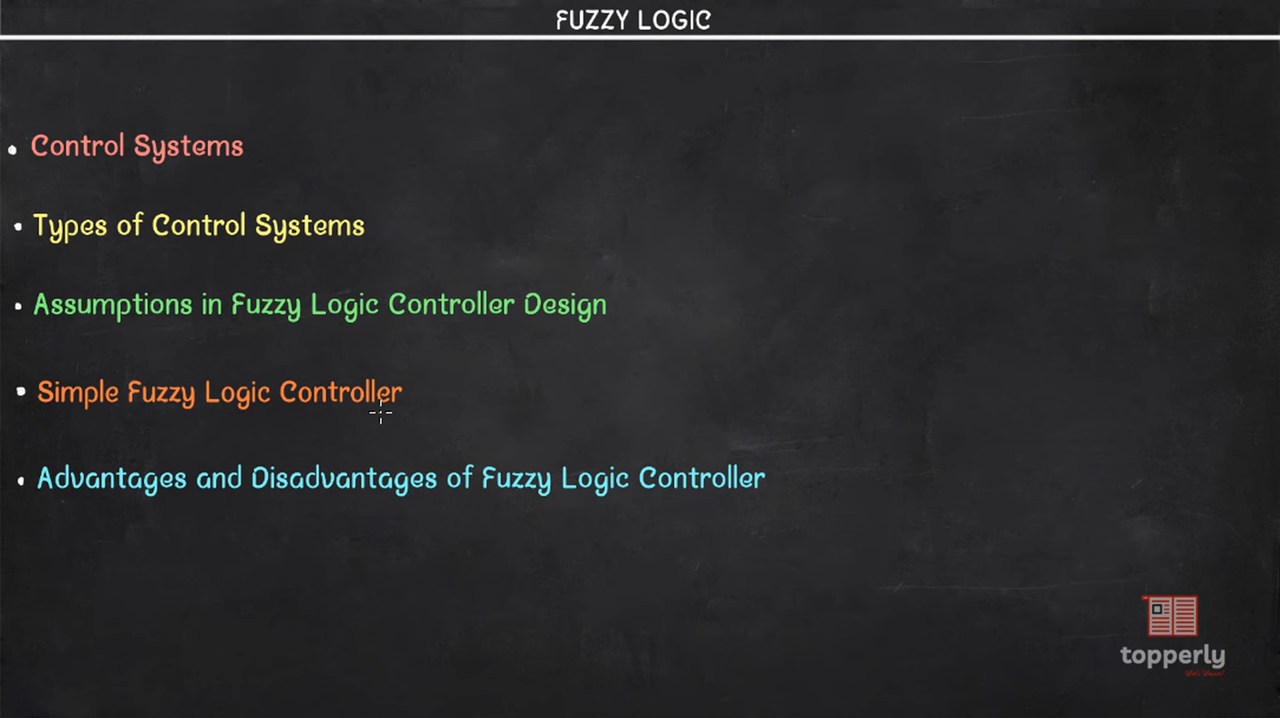 FUZZY LOGIC
Control Systems
Types of Control Systems
Assumptions in Fuzzy Logic Controller Design
Simple Fuzzy Logic Controller
Advantages and Disadvantages of Fuzzy Logic Controller
topperly